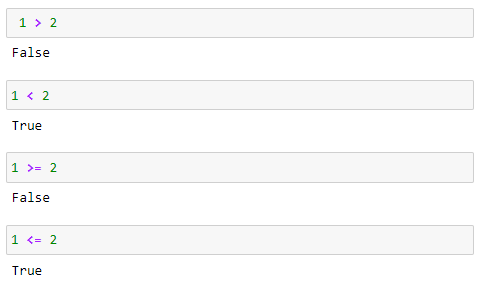 1 > 2
False
1 < 2
True
1 >= 2
False
1 <= 2
True